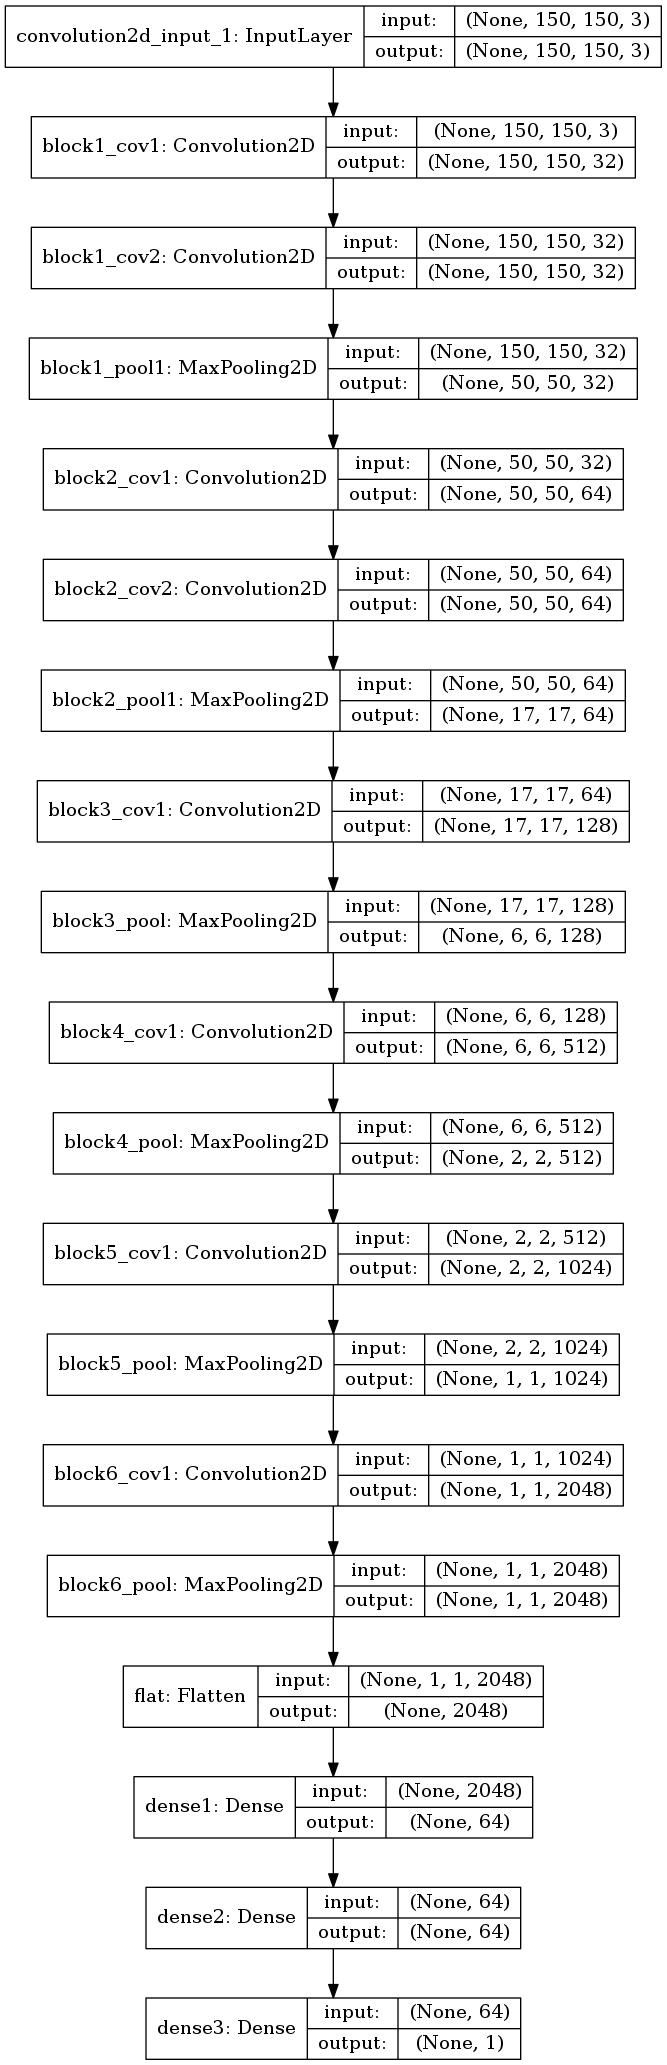 convolution2d_input_1: InputLayer
input: (None, 150, 150, 3)
output: (None, 150, 150, 3)
block1_cov1: Convolution2D
input: (None, 150, 150, 3)
output: (None, 150, 150, 32)
block1_cov2: Convolution2D
input: (None, 150, 150, 32)
output: (None, 150, 150, 32)
block1_pool1: MaxPooling2D
input: (None, 150, 150, 32)
output: (None, 50, 50, 32)
block2_cov1: Convolution2D
input: (None, 50, 50, 32)
output: (None, 50, 50, 64)
block2_cov2: Convolution2D
input: (None, 50, 50, 64)
output: (None, 50, 50, 64)
block2_pool1: MaxPooling2D
input: (None, 50, 50, 64)
output: (None, 17, 17, 64)
block3_cov1: Convolution2D
input: (None, 17, 17, 64)
output: (None, 17, 17, 128)
block3_pool: MaxPooling2D
input: (None, 17, 17, 128)
output: (None, 6, 6, 128)
block4_cov1: Convolution2D
input: (None, 6, 6, 128)
output: (None, 6, 6, 512)
block4_pool: MaxPooling2D
input: (None, 6, 6, 512)
output: (None, 2, 2, 512)
block5_cov1: Convolution2D
input: (None, 2, 2, 512)
output: (None, 2, 2, 1024)
block5_pool: MaxPooling2D
input: (None, 2, 2, 1024)
output: (None, 1, 1, 1024)
block6_cov1: Convolution2D
input: (None, 1, 1, 1024)
output: (None, 1, 1, 2048)
block6_pool: MaxPooling2D
input: (None, 1, 1, 2048)
output: (None, 1, 1, 2048)
flat: Flatten
input: (None, 1, 1, 2048)
output: (None, 2048)
dense1: Dense
input: (None, 2048)
output: (None, 64)
dense2: Dense
input: (None, 64)
output: (None, 64)
dense3: Dense
input: (None, 64)
output: (None, 1)